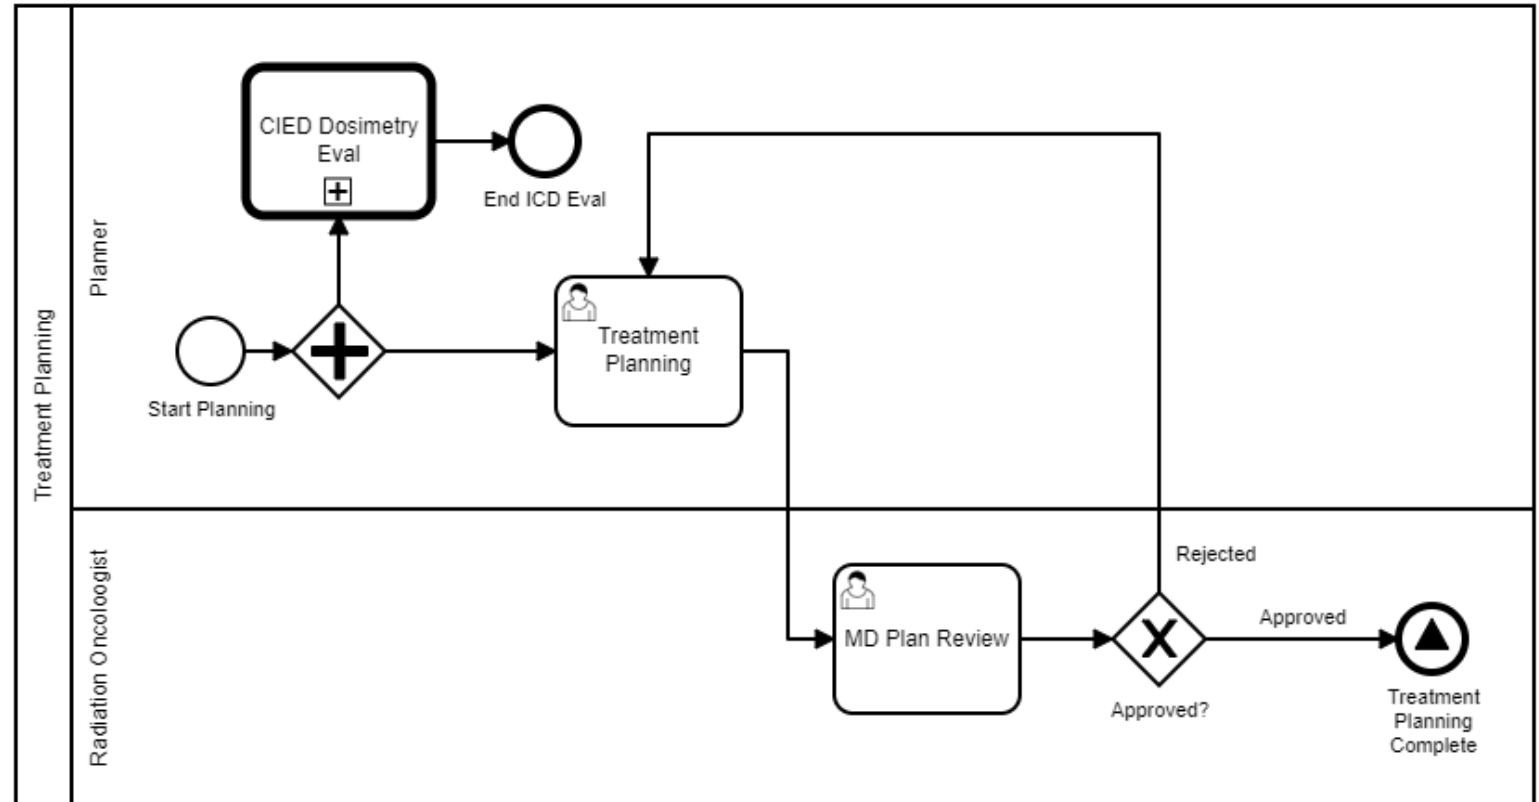 Treatment Planning
Planner
CIED Dosimetry
Eval
End ICD Eval
Start Planning
Treatment
Planning
Radiation Oncoloogist
MD Plan Review
Rejected
Approved
Approved?
Treatment
Planning
Complete